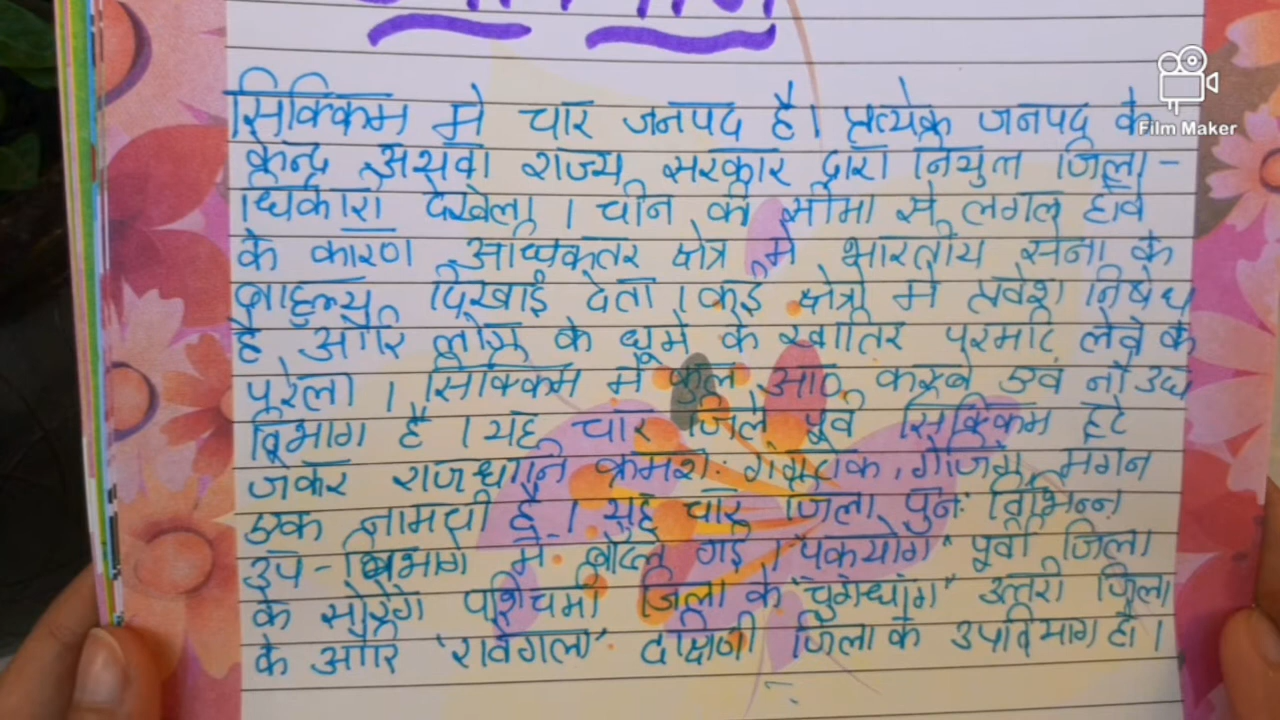 सिक्किम मे चार जनपद है। प्रत्येक जनपद के
Film Maker
केन्द्र अथवा राज्य सरकार द्वारा नियुत जिला-
धिकारी देखेला । चीन की सीमा से लगल होवे
के कारण अधिकतर क्षेत्र में भारतीय सेना के
बाहुल्य दिखाई देता । कई क्षेत्रो में प्रवेश निषेध
है और लोग के घूमे के खातिर परमिट लेवे के
परेला । सिक्किम में कुल आठ कस्बे एवं नौ उप
विभाग है । यह चार जिले पूर्व सिक्किम हटे
जेकर राजधानि क्रमशः गंगटोक, गेजिंग, मंगन
एक नामची है । यह चार जिला पुनः विभिन्न
उप-विभाग में बाँटल गई । "पकयोंग" पूर्वी जिला
के सोरेंग पश्चिमी जिला के "चुंगथांग" उत्तरी जिला
के और "रावंगला" दक्षिणी जिला के उपविभाग हो ।